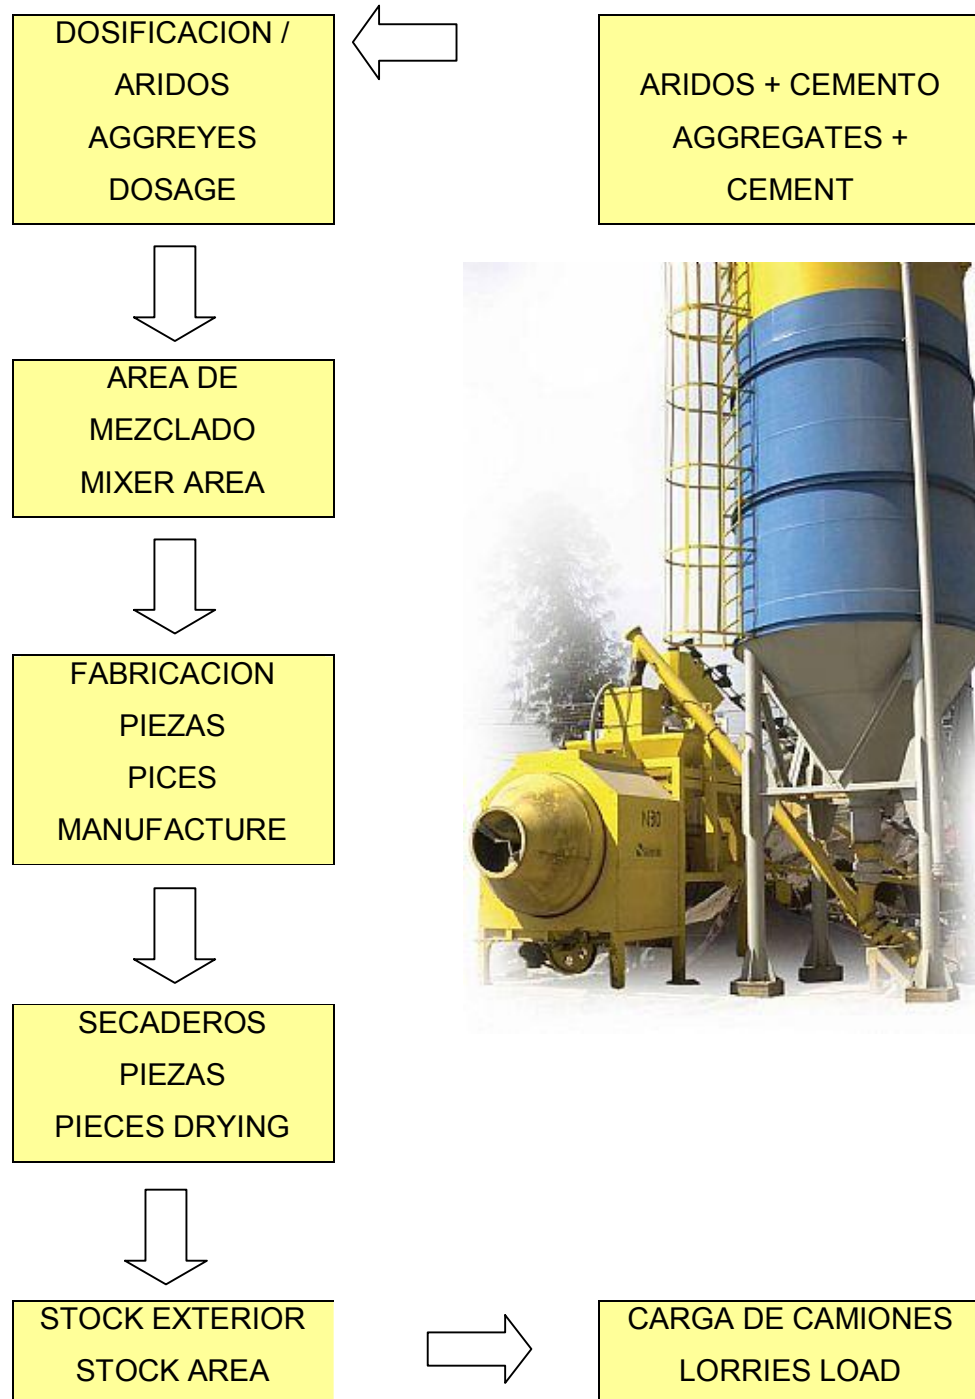 DOSIFICACION /
ARIDOS
AGGREYES
DOSAGE
ARIDOS + CEMENTO
AGGREGATES +
CEMENT
AREA DE
MEZCLADO
MIXER AREA
N30
FABRICACION
PIEZAS
PICES
MANUFACTURE
SECADEROS
PIEZAS
PIECES DRYING
STOCK EXTERIOR
STOCK AREA
CARGA DE CAMIONES
LORRIES LOAD